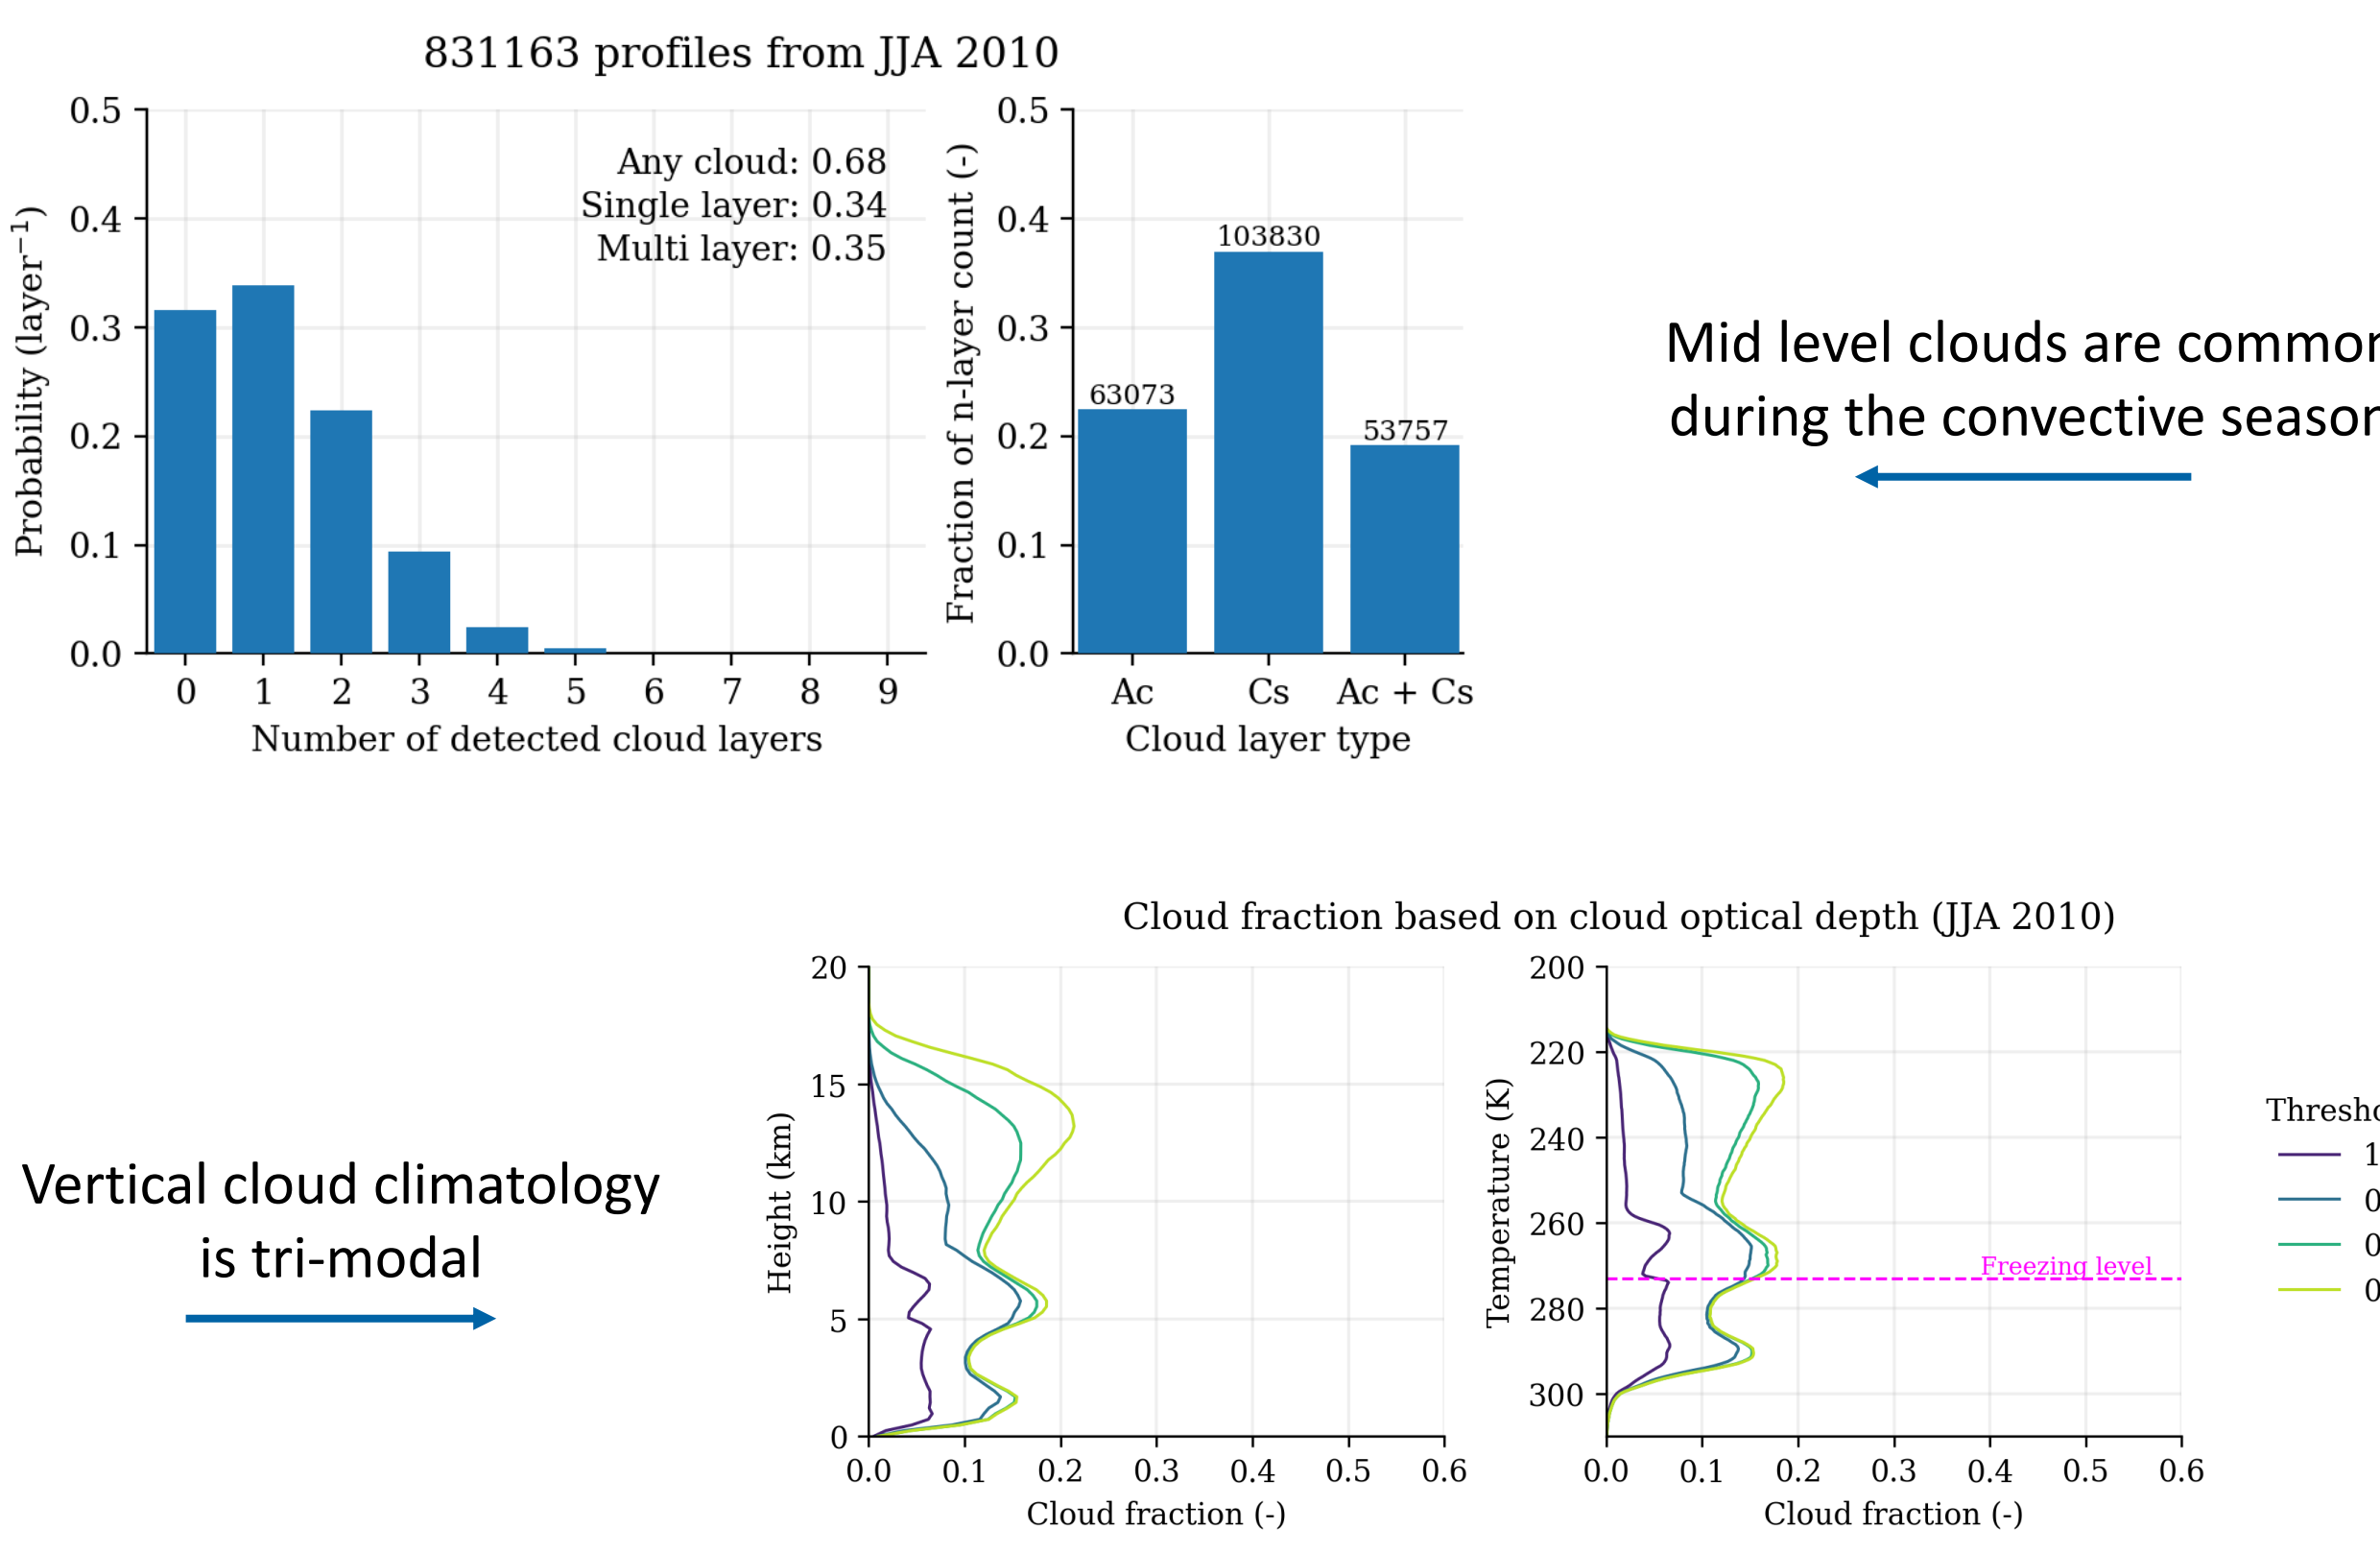 831163 profiles from JJA 2010
0.5
0.4
0.3
0.2
0.1
0.0
Probability (layer⁻¹)
Any cloud: 0.68
Single layer: 0.34
Multi layer: 0.35
0 1 2 3 4 5 6 7 8 9
Number of detected cloud layers
0.5
0.4
0.3
0.2
0.1
0.0
Fraction of n-layer count (-)
63073
103830
53757
Ac Cs Ac + Cs
Cloud layer type
Mid level clouds are common
during the convective season
Vertical cloud climatology
is tri-modal
Cloud fraction based on cloud optical depth (JJA 2010)
20
15
10
5
0
Height (km)
0.0 0.1 0.2 0.3 0.4 0.5 0.6
Cloud fraction (-)
200
220
240
260
280
300
Temperature (K)
Freezing level
0.0 0.1 0.2 0.3 0.4 0.5 0.6
Cloud fraction (-)